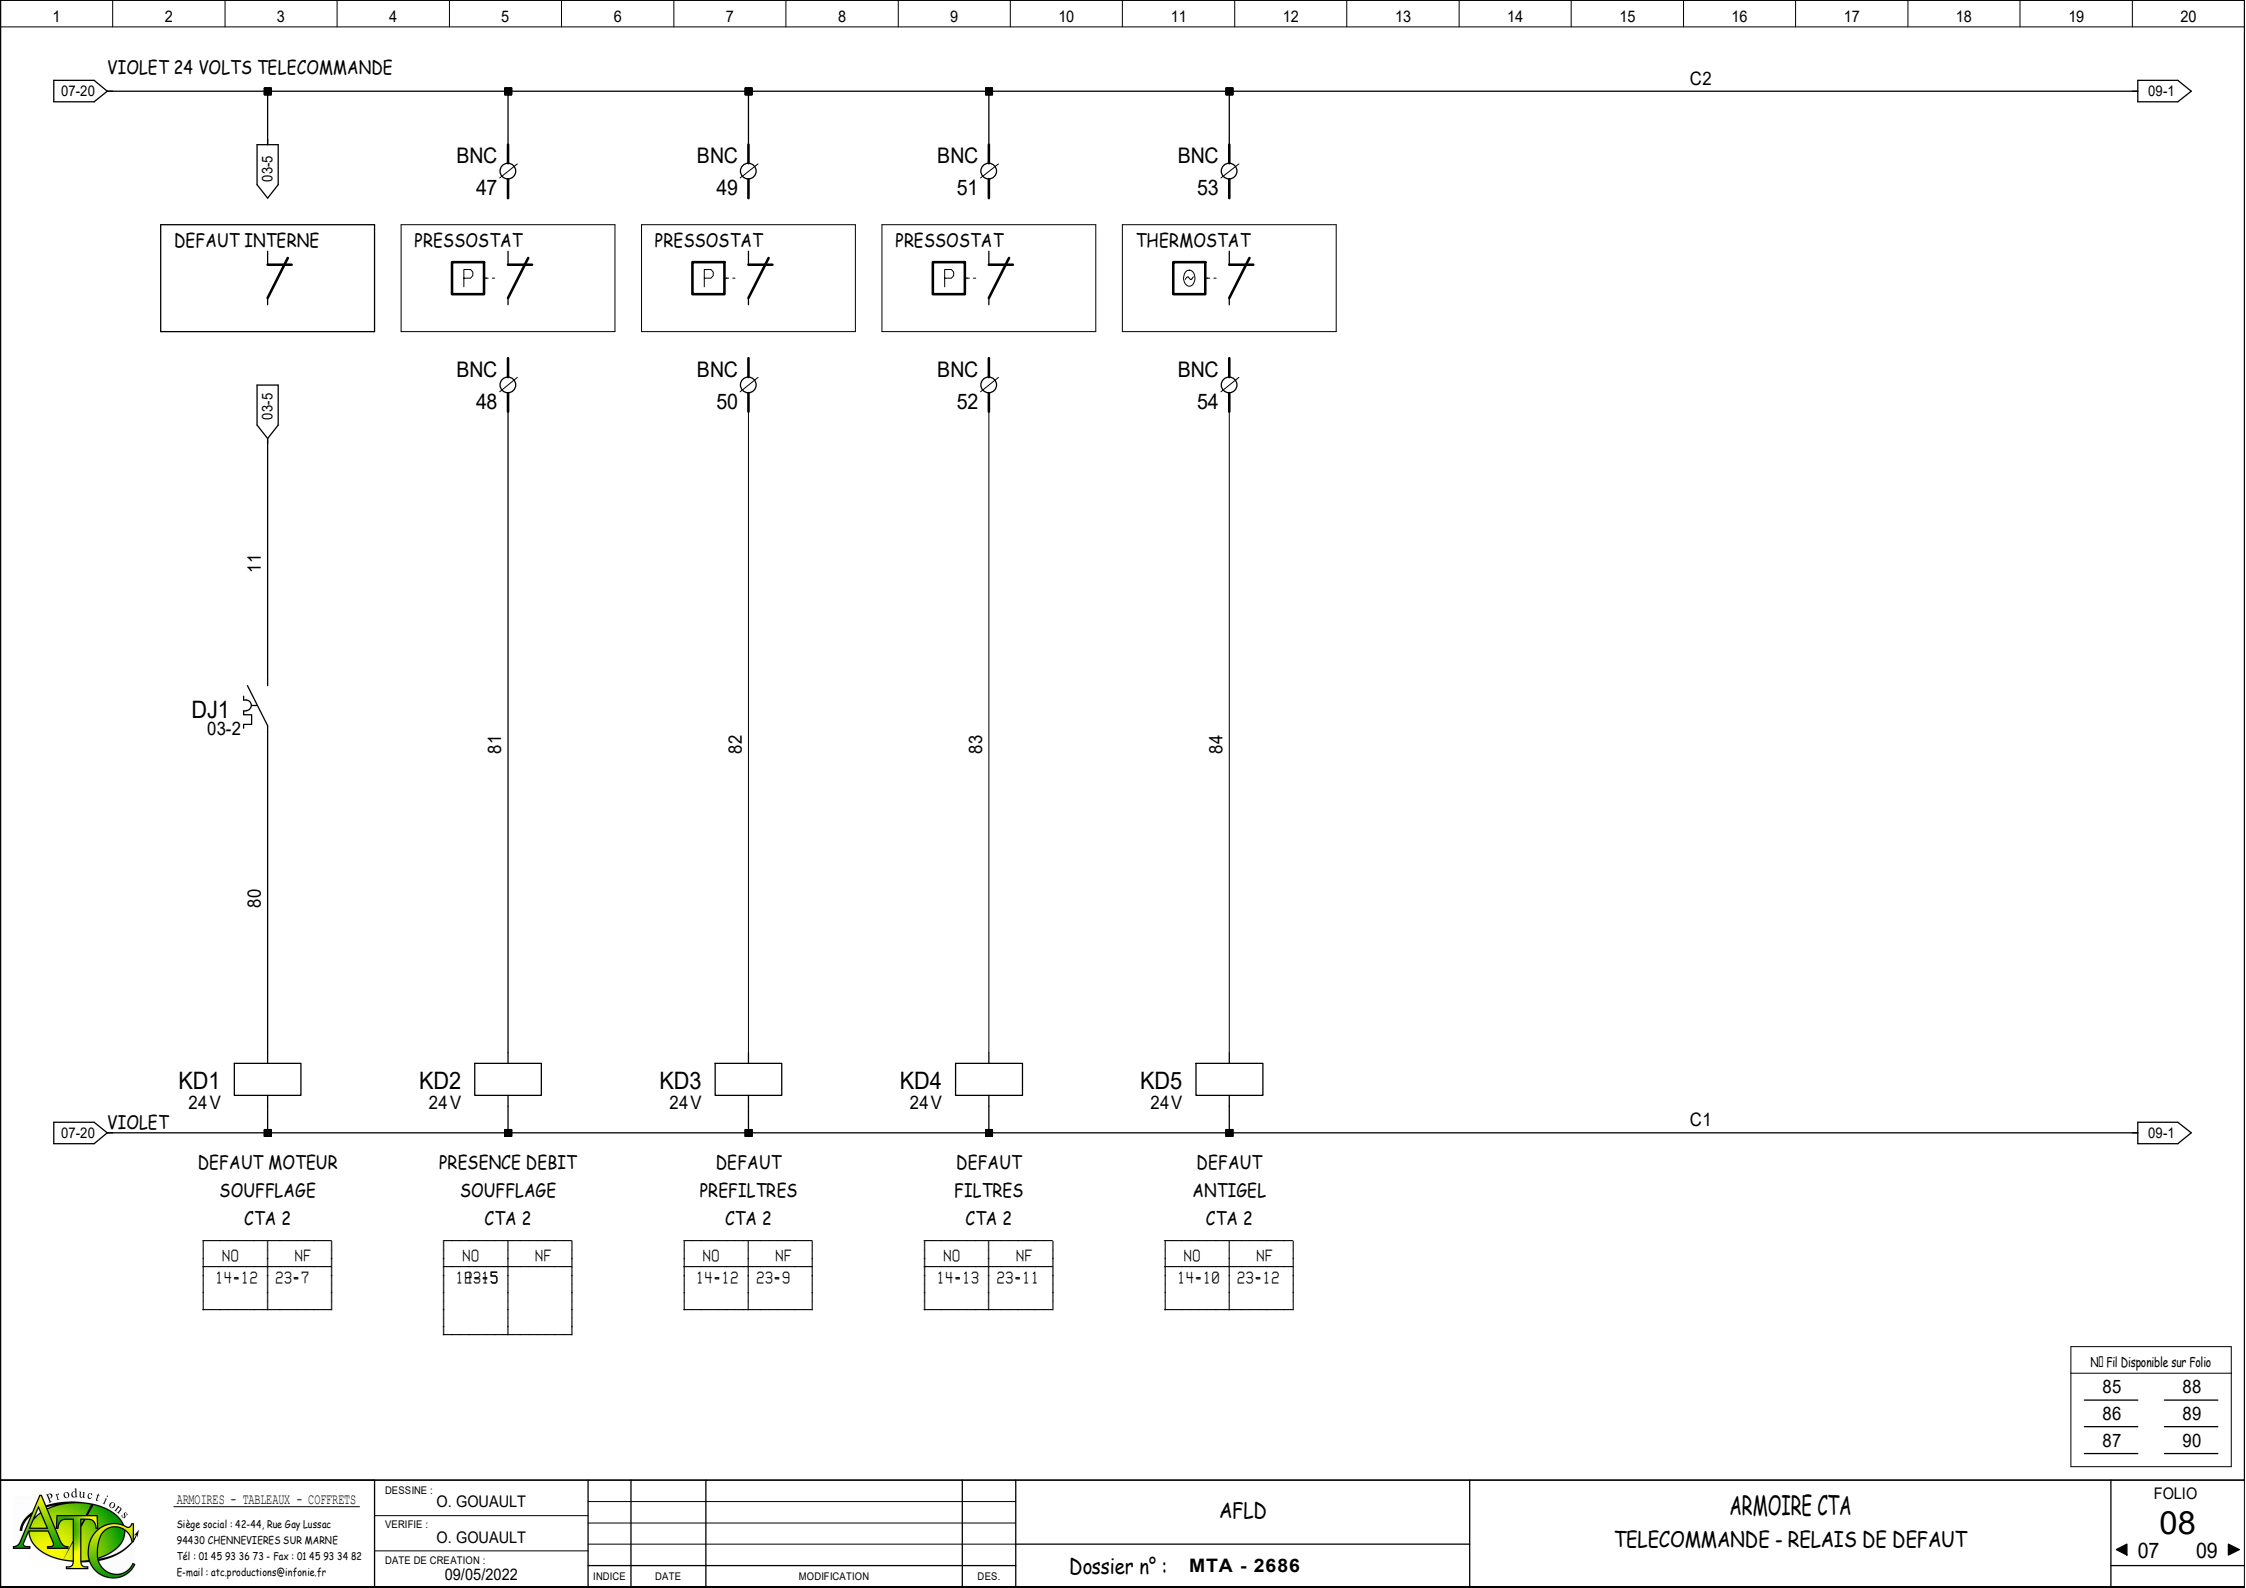 1 2 3 4 5 6 7 8 9 10 11 12 13 14 15 16 17 18 19 20
VIOLET 24 VOLTS TELECOMMANDE
07-20
C2
09-1
03-5
BNC
47
BNC
49
BNC
51
BNC
53
DEFAUT INTERNE
PRESSOSTAT
P
PRESSOSTAT
P
PRESSOSTAT
P
THERMOSTAT
03-5
BNC
48
BNC
50
BNC
52
BNC
54
11
DJ1
03-2
81
82
83
84
80
KD1
24V
KD2
24V
KD3
24V
KD4
24V
KD5
24V
07-20
VIOLET
C1
09-1
DEFAUT MOTEUR
SOUFFLAGE
CTA 2
PRESENCE DEBIT
SOUFFLAGE
CTA 2
DEFAUT
PREFILTRES
CTA 2
DEFAUT
FILTRES
CTA 2
DEFAUT
ANTIGEL
CTA 2
NO NF
14-12 23-7
NO NF
NO NF
14-12 23-9
NO NF
14-13 23-11
NO NF
14-10 23-12
N Fil Disponible sur Folio
85 88
86 89
87 90
Productions
ATC
ARMOIRES - TABLEAUX - COFFRETS
Siège social : 42-44, Rue Gay Lussac
94430 CHENNEVIERES SUR MARNE
Tél : 01 45 93 36 73 - Fax : 01 45 93 34 82
E-mail : atc.productions@infonie.fr
DESSINE :
O. GOUAULT
VERIFIE :
O. GOUAULT
DATE DE CREATION :
09/05/2022
INDICE DATE MODIFICATION DES.
AFLD
Dossier n° : MTA - 2686
ARMOIRE CTA
TELECOMMANDE - RELAIS DE DEFAUT
FOLIO
08
◄ 07 09 ►